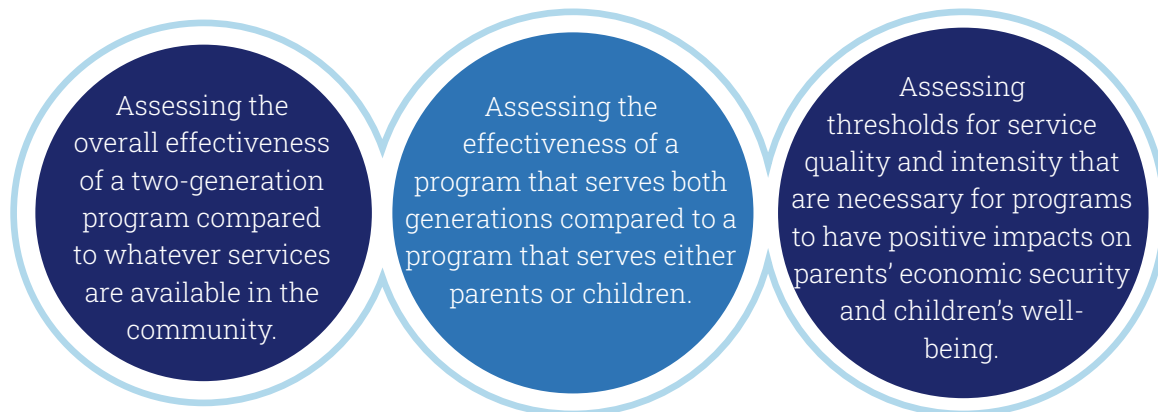 Assessing the
overall effectiveness
of a two-generation
program compared
to whatever services
are available in the
community.
Assessing the
effectiveness of a
program that serves both
generations compared to a
program that serves either
parents or children.
Assessing
thresholds for service
quality and intensity that
are necessary for programs
to have positive impacts on
parents’ economic security
and children’s well-
being.